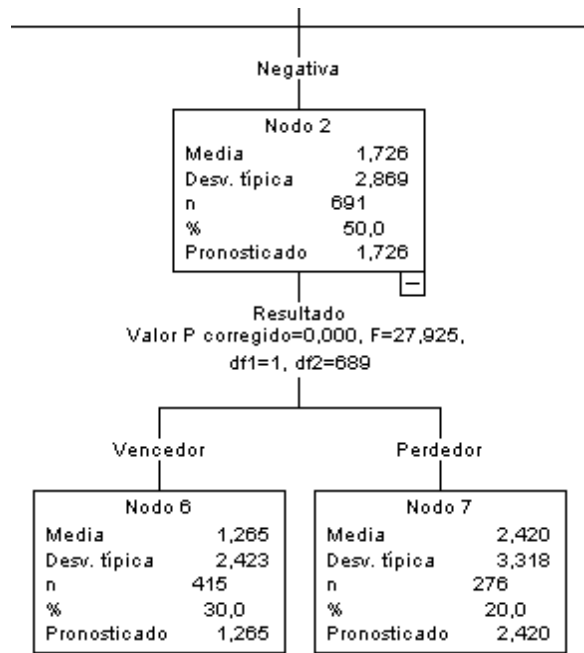 Negativa
Nodo 2
Media 1,726
Desv. típica 2,869
n 691
% 50,0
Pronosticado 1,726
Resultado
Valor P corregido=0,000, F=27,925,
df1=1, df2=689
Vencedor Perdedor
Nodo 6
Media 1,265
Desv. típica 2,423
n 415
% 30,0
Pronosticado 1,265
Nodo 7
Media 2,420
Desv. típica 3,318
n 276
% 20,0
Pronosticado 2,420